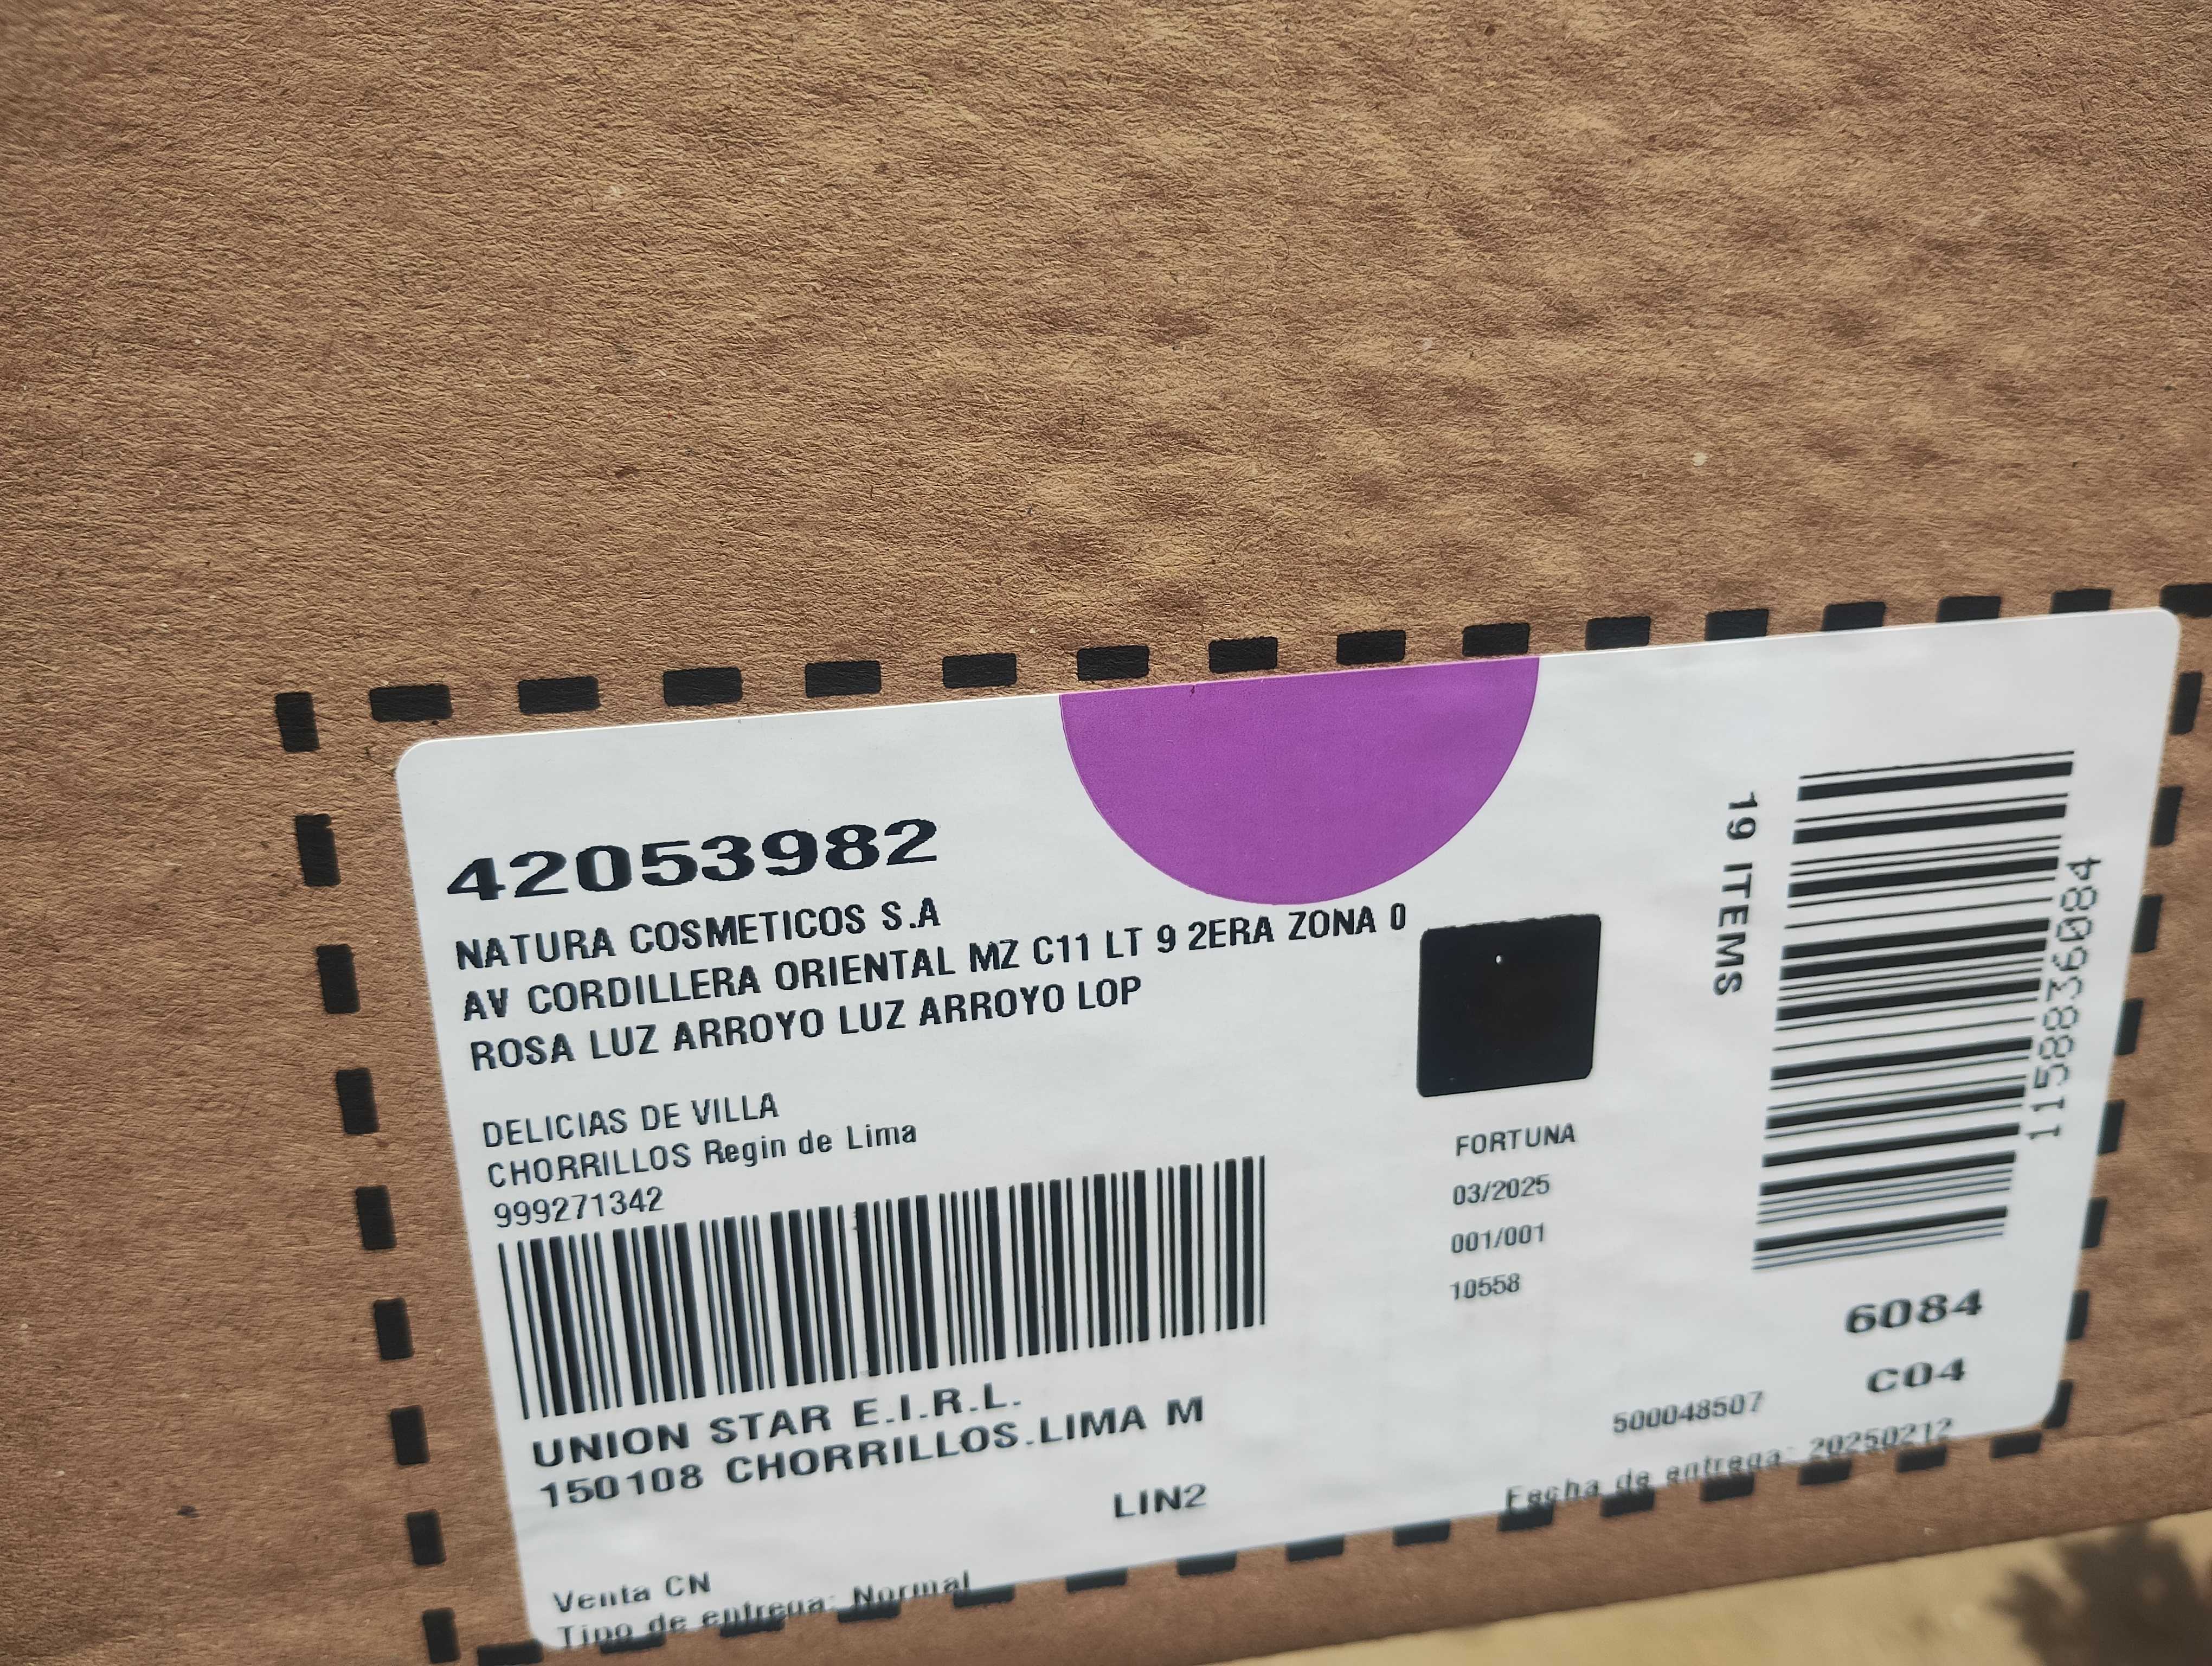 42053982
NATURA COSMETICOS S.A
AV CORDILLERA ORIENTAL MZ C11 LT 9 2ERA ZONA 0
ROSA LUZ ARROYO LUZ ARROYO LOP
DELICIAS DE VILLA
CHORRILLOS Regin de Lima
999271342
UNION STAR E.I.R.L.
150108 CHORRILLOS.LIMA M
LIN2
Venta CN
Tipo de entrega: Normal
FORTUNA
03/2025
001/001
10558
19 ITEMS
1158836084
6084
C04
500048507
Fecha de entrega: 20250212